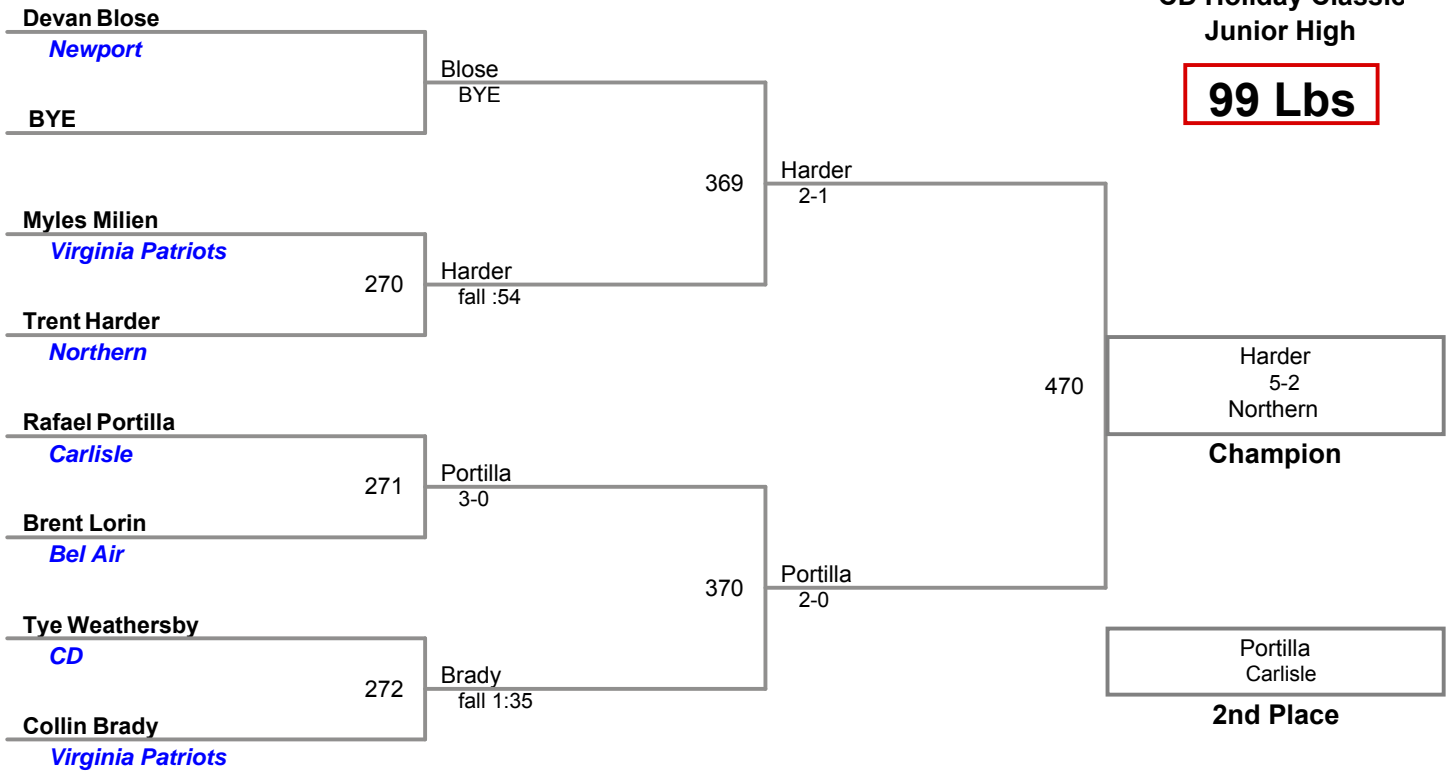 Holiday Classic
Junior High
99 Lbs
Devan Blose
Newport
BYE
Blose
BYE
Myles Milien
Virginia Patriots
270
Trent Harder
Northern
Harder
fall :54
369
Harder
2-1
Rafael Portilla
Carlisle
271
Brent Lorin
Bel Air
Portilla
3-0
Tye Weathersby
CD
272
Collin Brady
Virginia Patriots
Brady
fall 1:35
370
Portilla
2-0
470
Harder
5-2
Northern
Champion
Portilla
Carlisle
2nd Place